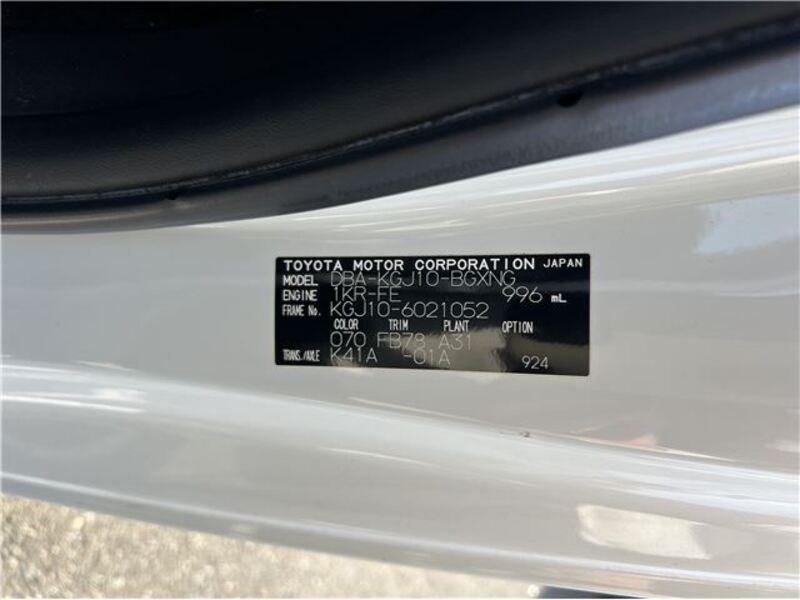 TOYOTA MOTOR CORPORATION JAPAN
MODEL DBA-KGJ10-BGXNG
ENGINE 1KR-FE 996 mL
FRAME No. KGJ10-6021052
COLOR TRIM PLANT OPTION
070 FB78 A31
TRANS./AXLE K41A -01A 924